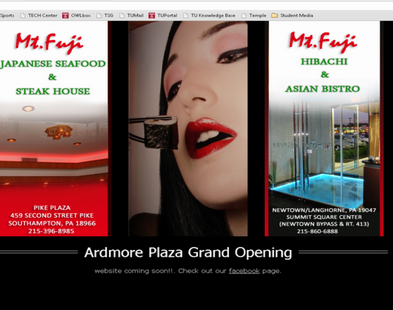 Sports TECH Center OWLbox TSG TUMail TUPortal TU Knowledge Base Temple Student Media
Mt.Fuji
JAPANESE SEAFOOD
&
STEAK HOUSE
PIKE PLAZA
459 SECOND STREET PIKE
SOUTHAMPTON, PA 18966
215-396-8985
Mt.Fuji
HIBACHI
&
ASIAN BISTRO
NEWTOWN/LANGHORNE, PA 19047
SUMMIT SQUARE CENTER
(NEWTOWN BYPASS & RT. 413)
215-860-6888
Ardmore Plaza Grand Opening
website coming soon!!. Check out our facebook page.